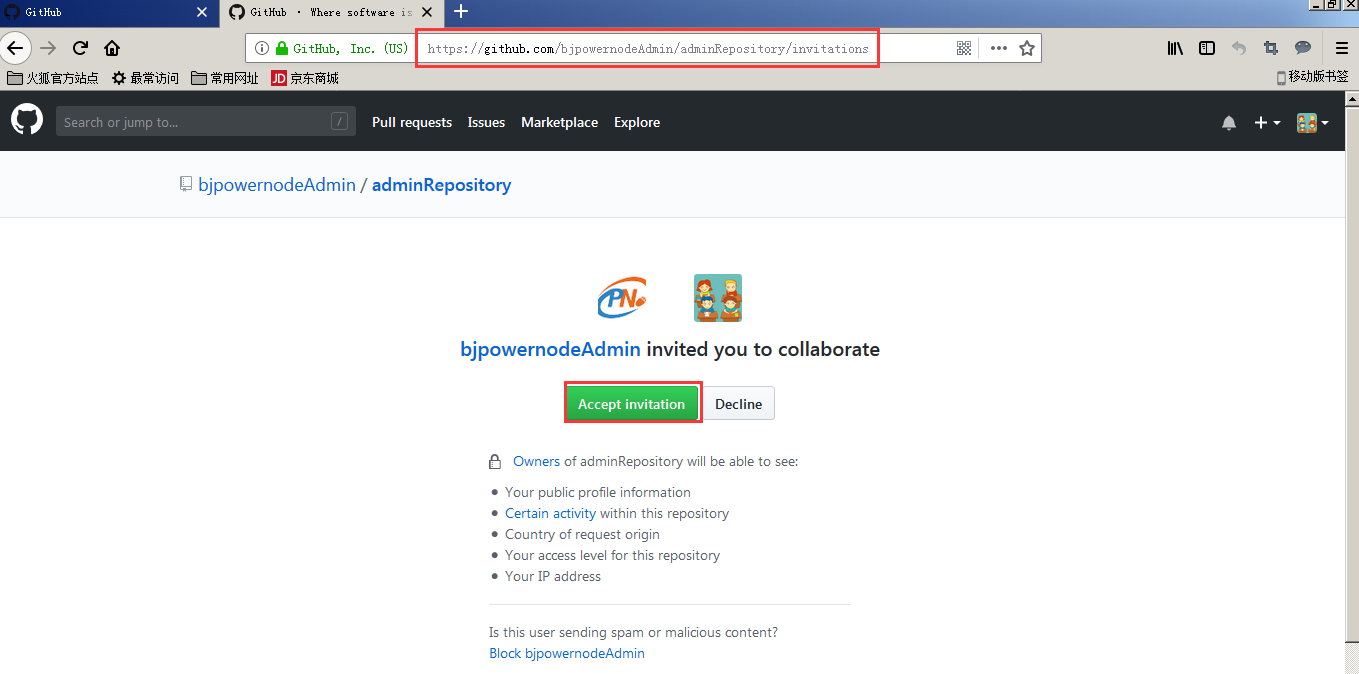 GitHub
GitHub · Where software is
GitHub, Inc. (US)
https://github.com/bjpowernodeAdmin/adminRepository/invitations
火狐官方站点
最常访问
常用网址
JD 京东商城
移动版书签
Search or jump to…
/
Pull requests
Issues
Marketplace
Explore
bjpowernodeAdmin / adminRepository
PN
bjpowernodeAdmin invited you to collaborate
Accept invitation
Decline
Owners of adminRepository will be able to see:
Your public profile information
Certain activity within this repository
Country of request origin
Your access level for this repository
Your IP address
Is this user sending spam or malicious content?
Block bjpowernodeAdmin